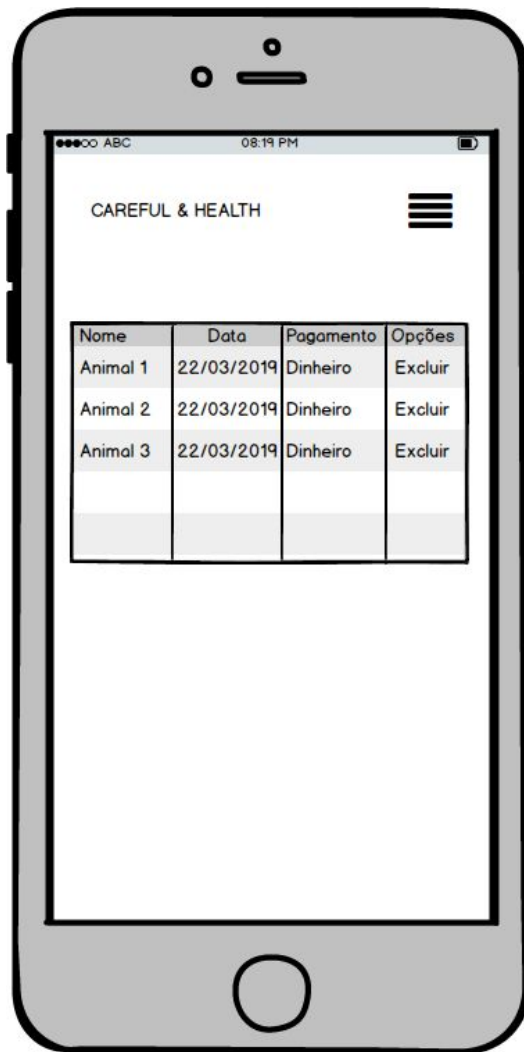 ABC 08:19 PM
CAREFUL & HEALTH
Nome Data Pagamento Opções
Animal 1 22/03/2019 Dinheiro Excluir
Animal 2 22/03/2019 Dinheiro Excluir
Animal 3 22/03/2019 Dinheiro Excluir